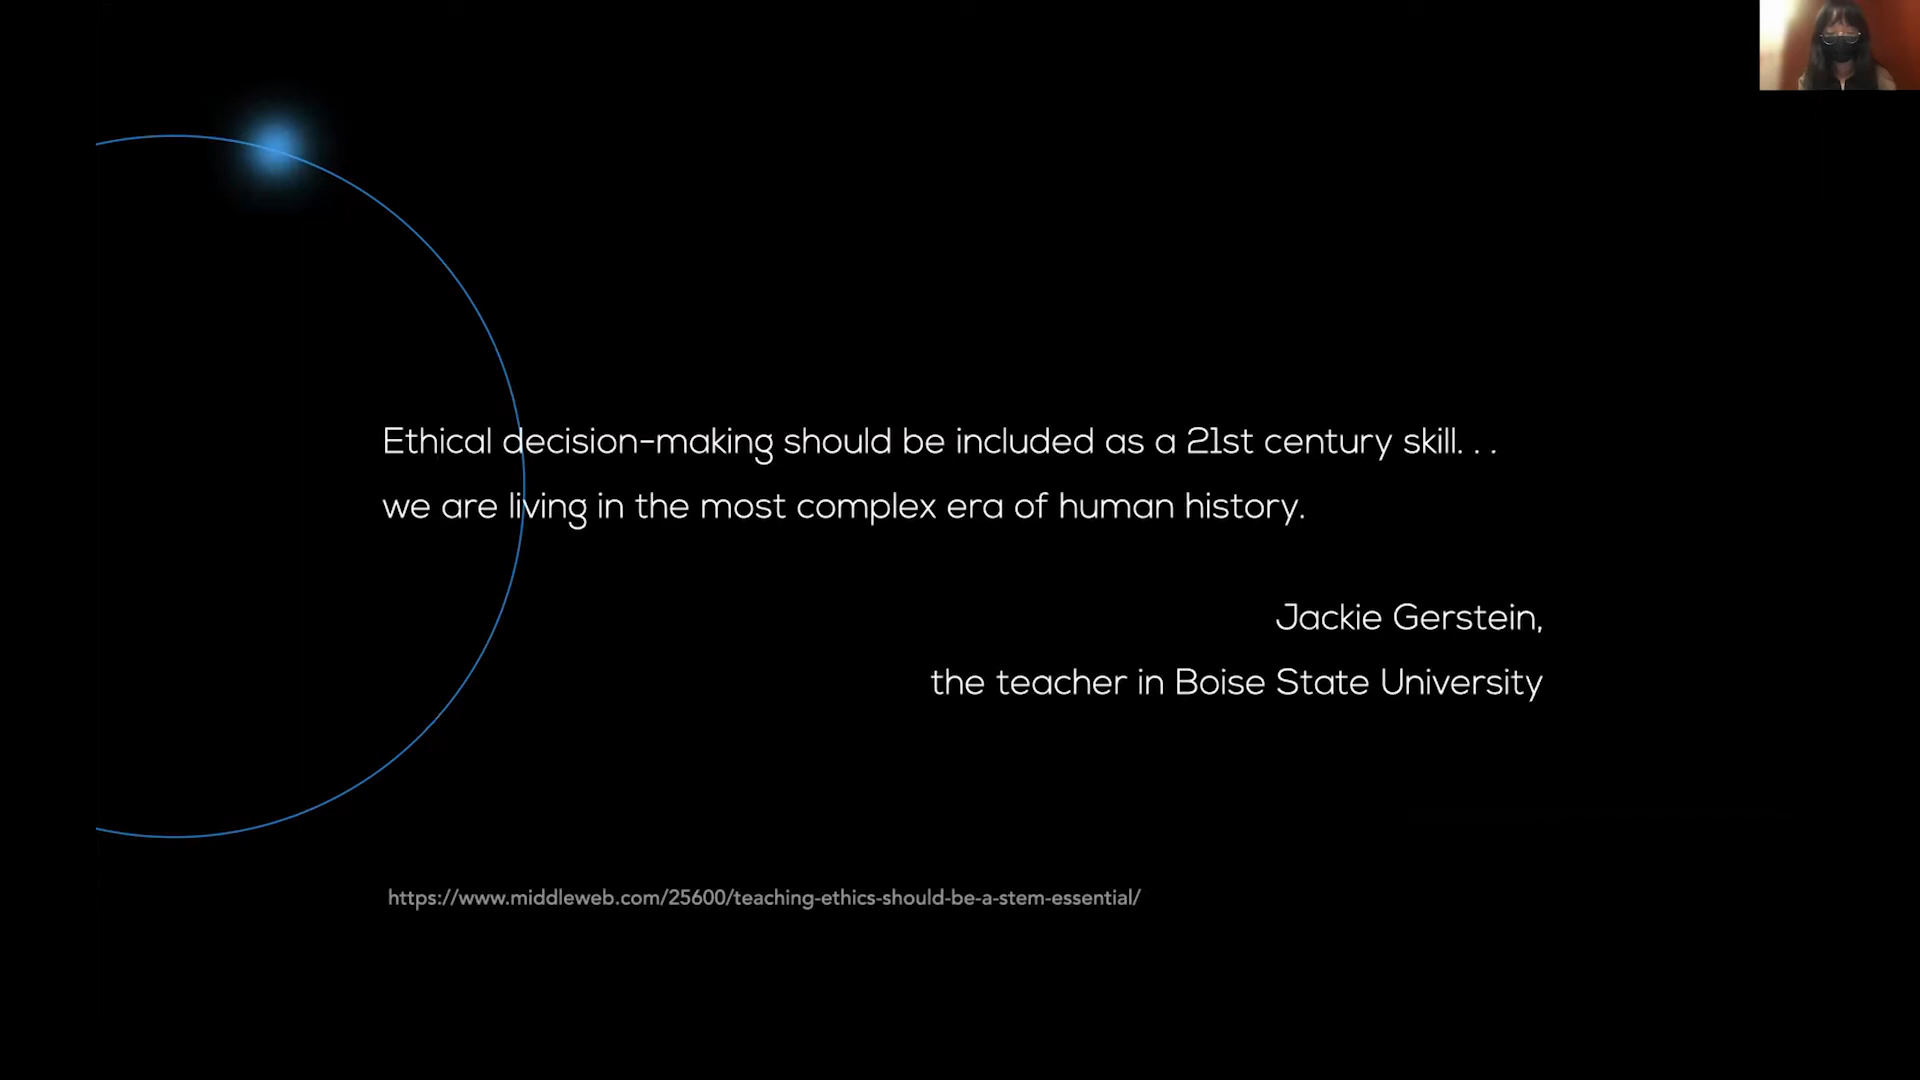 Ethical decision-making should be included as a 21st century skill. . .
we are living in the most complex era of human history.
Jackie Gerstein,
the teacher in Boise State University
https://www.middleweb.com/25600/teaching-ethics-should-be-a-stem-essential/